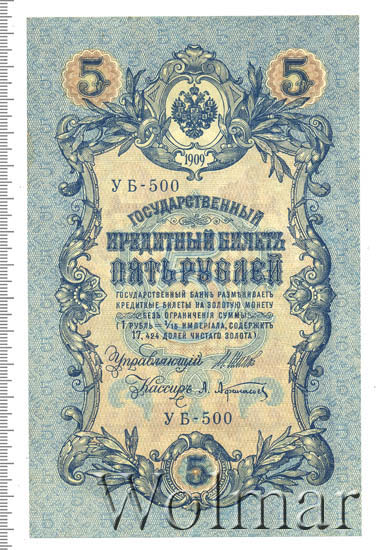 5 5
1909
УБ-500
ГОСУДАРСТВЕННЫЙ
КРЕДИТНЫЙ БИЛЕТЪ
ПЯТЬ РУБЛЕЙ
ГОСУДАРСТВЕННЫЙ БАНКЪ РАЗМѢНИВАЕТЪ
КРЕДИТНЫЕ БИЛЕТЫ НА ЗОЛОТУЮ МОНЕТУ
БЕЗЪ ОГРАНИЧЕНІЯ СУММЫ
(1 РУБЛЬ = 1/15 ИМПЕРІАЛА, СОДЕРЖИТЪ
17,424 ДОЛЕЙ ЧИСТАГО ЗОЛОТА)
Управляющій
Кассиръ
УБ-500
5
Wolmar